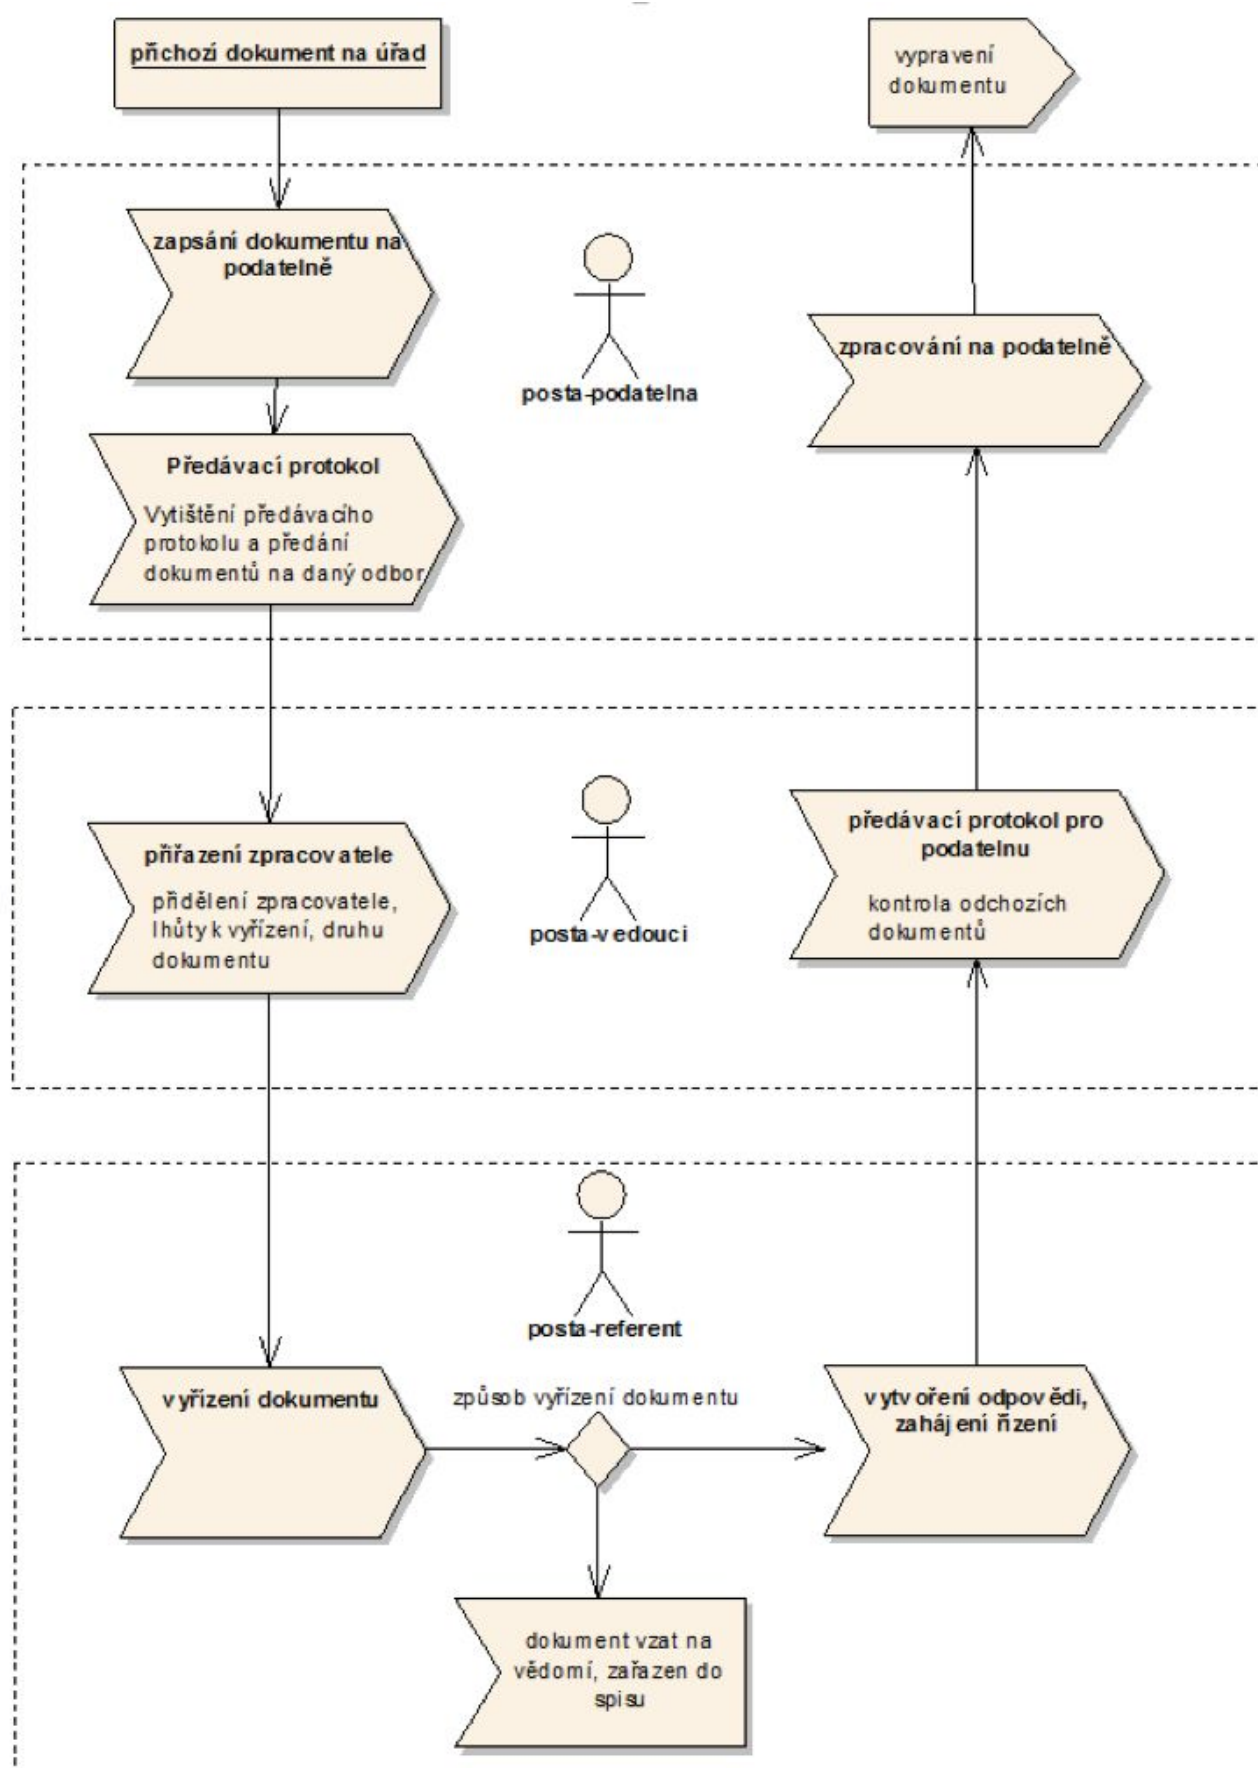 příchozí dokument na úřad
vypravení
dokumentu
zapsání dokumentu na
podatelně
posta-podatelna
zpracování na podatelně
Předávací protokol
Vytištění předávacího
protokolu a předání
dokumentů na daný odbor
přiřazení zpracovatele
přidělení zpracovatele,
lhůty k vyřízení, druhu
dokumentu
posta-vedouci
předávací protokol pro
podatelnu
kontrola odchozích
dokumentů
posta-referent
vyřízení dokumentu
způsob vyřízení dokumentu
vytvoření odpovědi,
zahájení řízení
dokument vzat na
vědomí, zařazen do
spisu